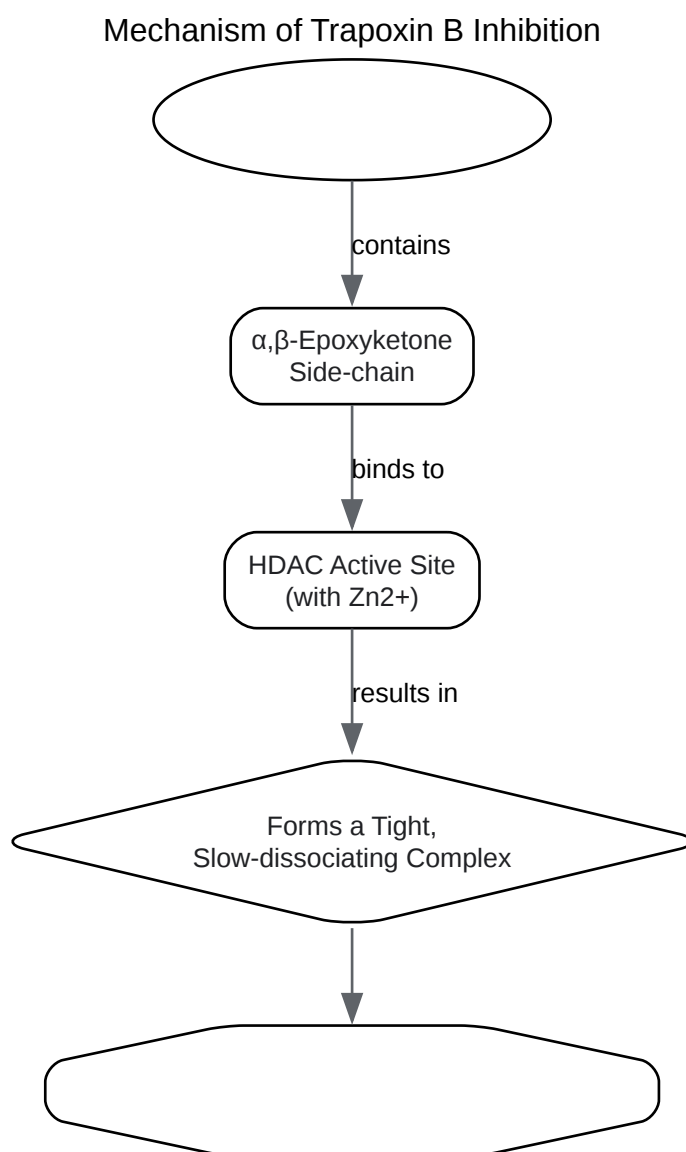 Mechanism of Trapoxin B Inhibition
contains
α,β-Epoxyketone
Side-chain
binds to
HDAC Active Site
(with Zn2+)
results in
Forms a Tight,
Slow-dissociating Complex